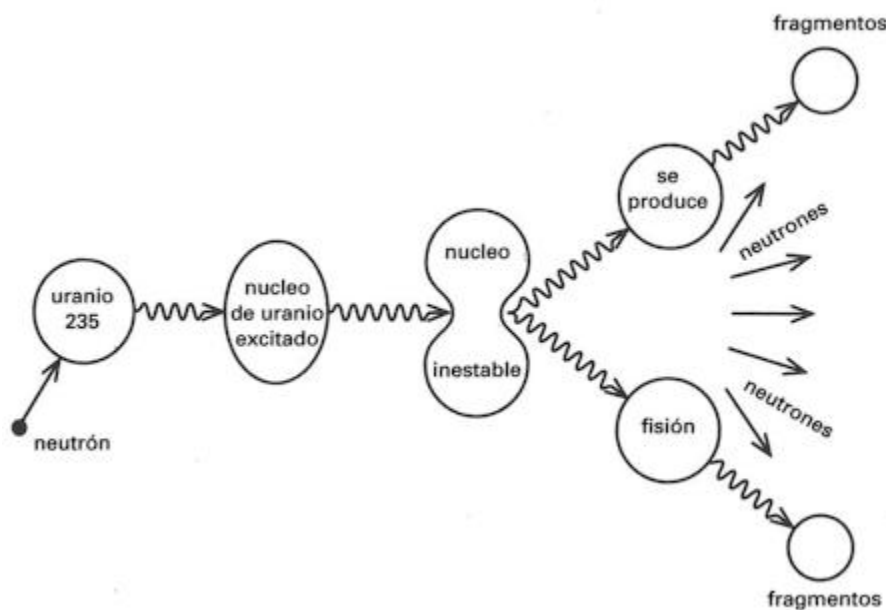 fragmentos
se
produce
neutrones
nucleo
uranio
235
nucleo
de uranio
excitado
inestable
neutrones
fisión
neutrón
fragmentos